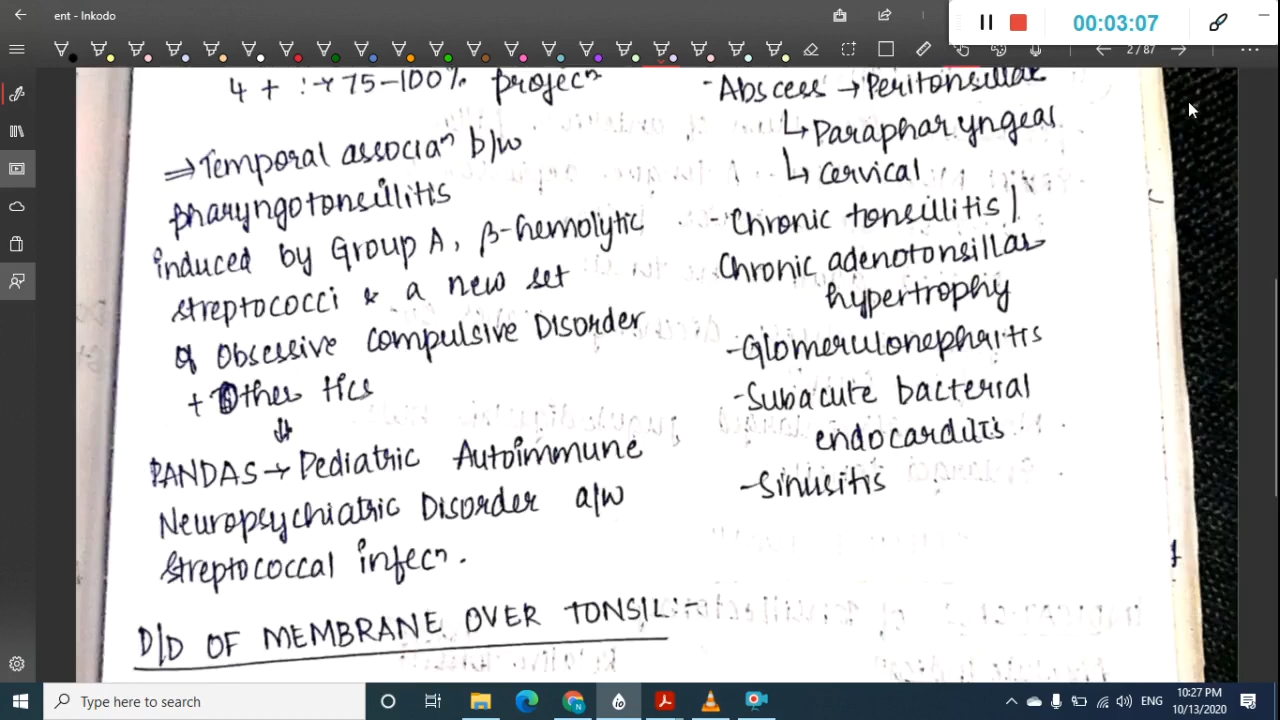 ent - Inkodo
00:03:07
2 / 87
4 + :→ 75-100% projecn
⇒ Temporal associan b/w
pharyngotonsillitis
induced by Group A, β-hemolytic
streptococci & a new set
of Obsessive compulsive Disorder
+ Other tics
⇓
PANDAS → Pediatric Autoimmune
Neuropsychiatric Disorder a/w
streptococcal infecn.
D/D OF MEMBRANE OVER TONSIL:-
- Abscess → Peritonsillar
↳ Parapharyngeal
↳ Cervical
- Chronic tonsillitis /
Chronic adenotonsillar
hypertrophy
- Glomerulonephritis
- Subacute bacterial
endocarditis
- Sinusitis
Type here to search
ENG
10:27 PM
10/13/2020